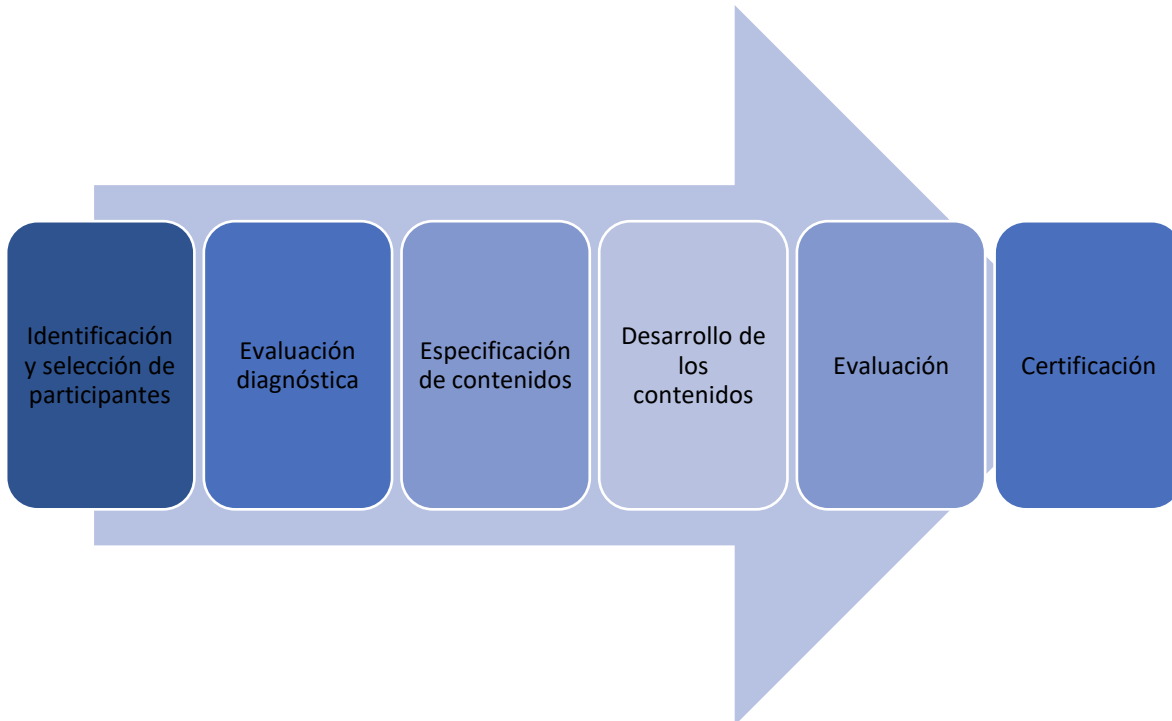 Identificación
y selección de
participantes
Evaluación
diagnóstica
Especificación
de contenidos
Desarrollo de
los
contenidos
Evaluación
Certificación